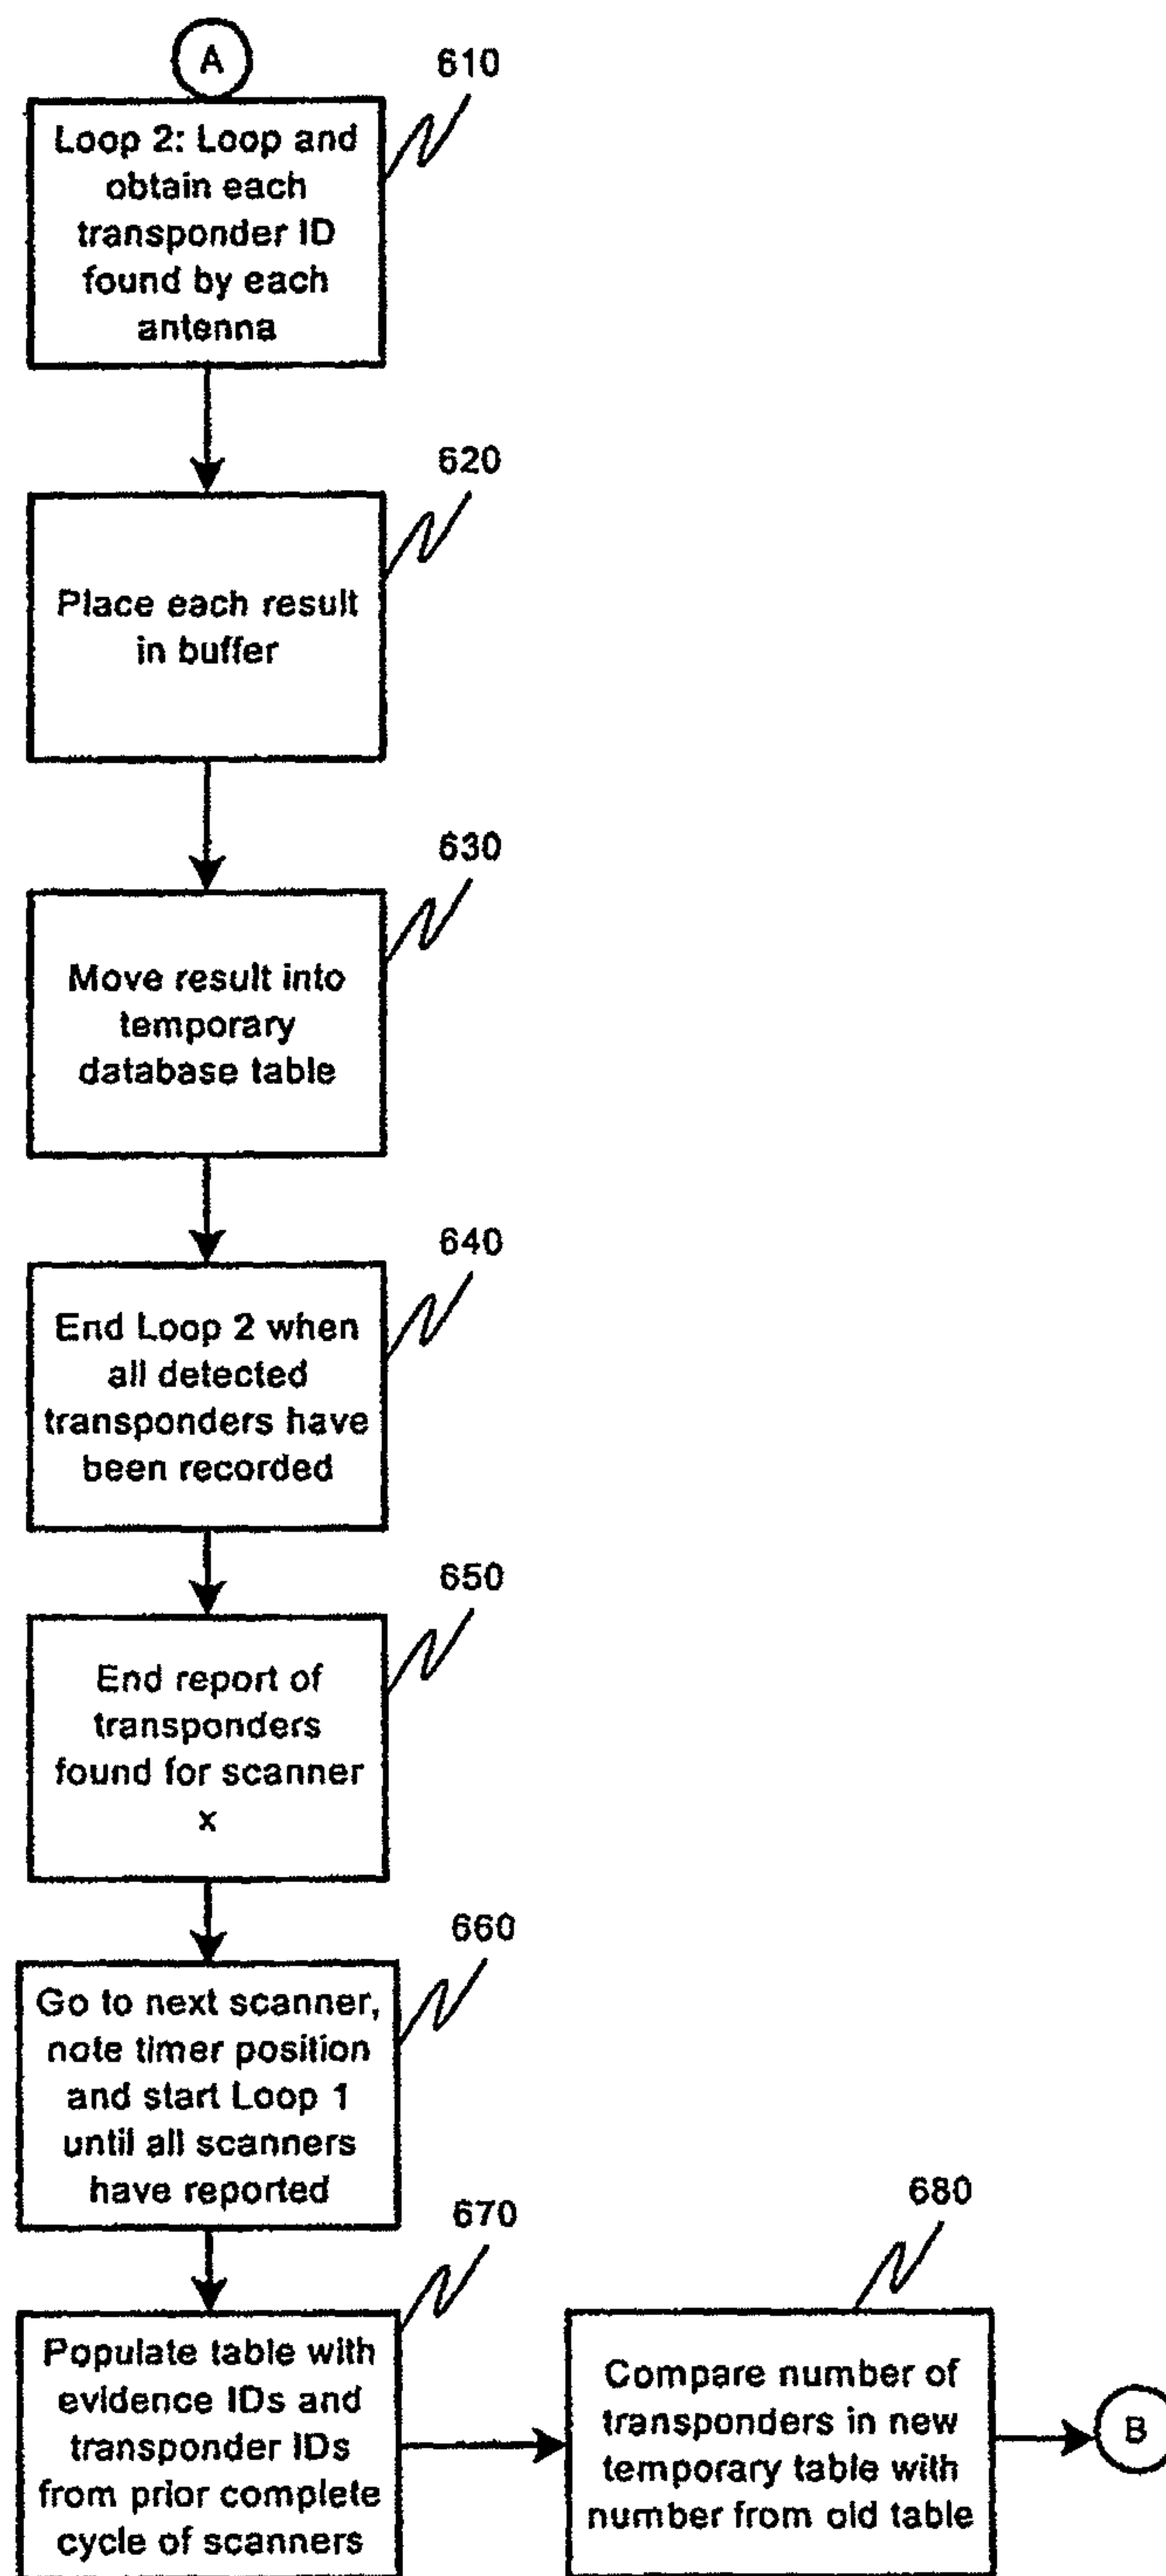 A
610
Loop 2: Loop and
obtain each
transponder ID
found by each
antenna
620
Place each result
in buffer
630
Move result into
temporary
database table
640
End Loop 2 when
all detected
transponders have
been recorded
650
End report of
transponders
found for scanner
x
660
Go to next scanner,
note timer position
and start Loop 1
until all scanners
have reported
670
Populate table with
evidence IDs and
transponder IDs
from prior complete
cycle of scanners
680
Compare number of
transponders in new
temporary table with
number from old table
B